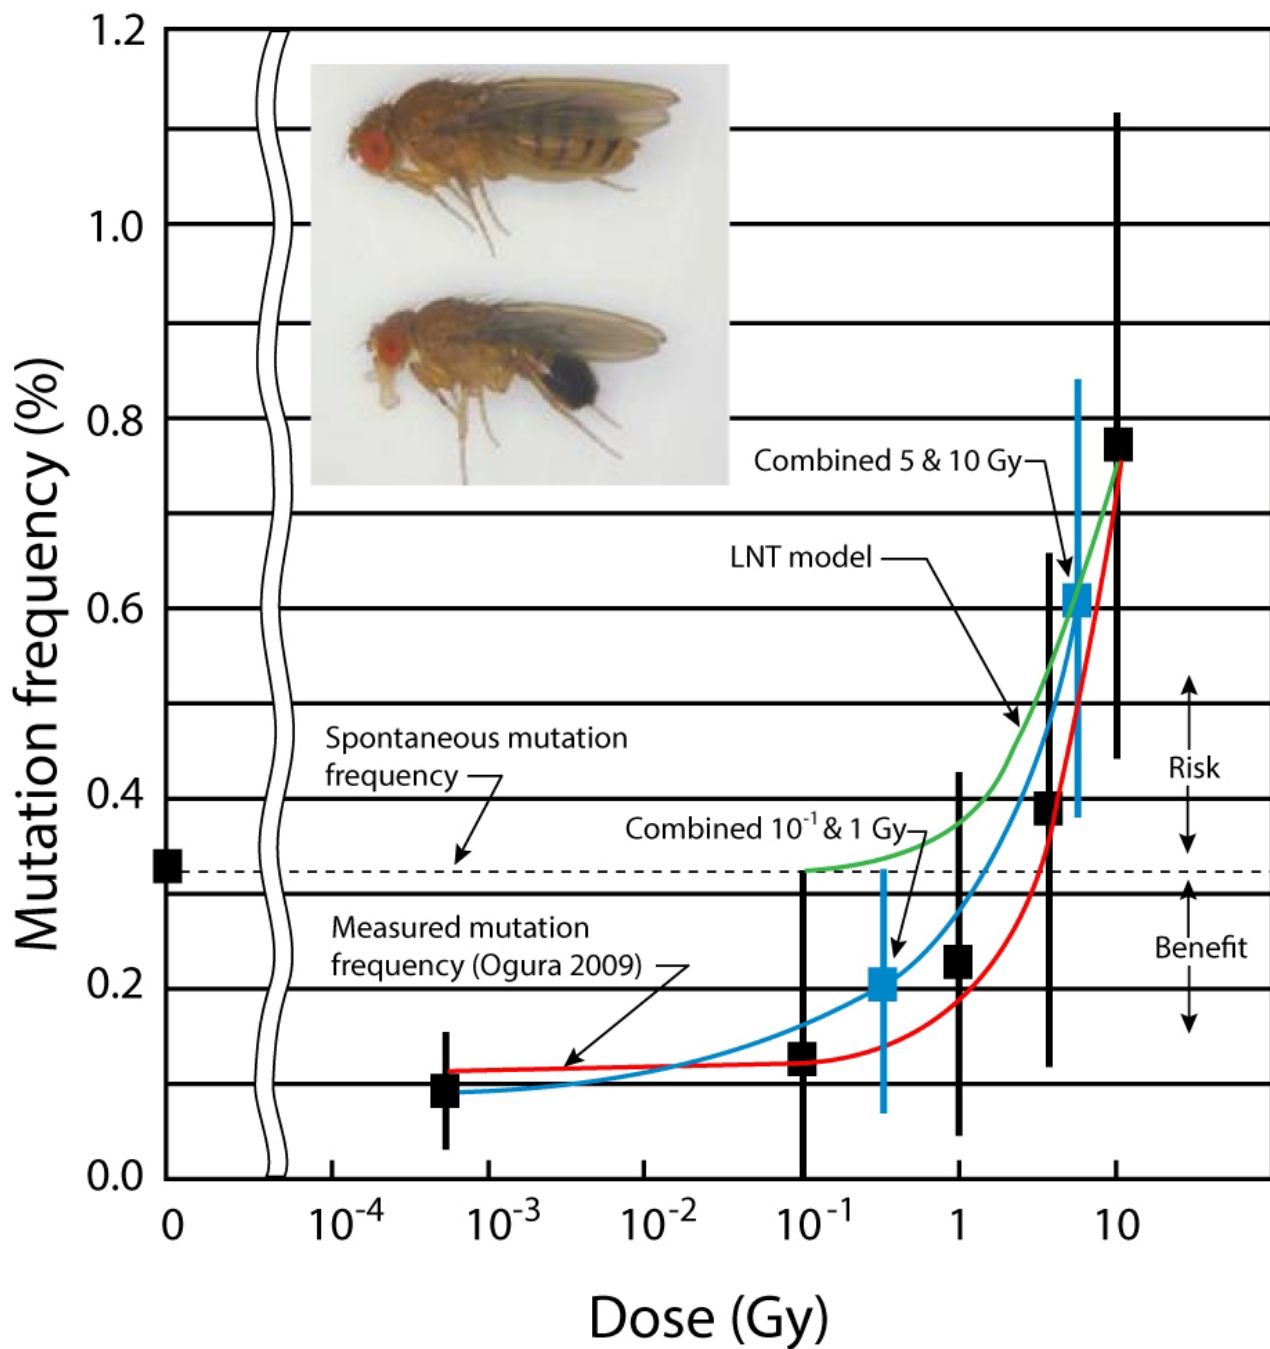 1.2
1.0
0.8
0.6
0.4
0.2
0.0
Mutation frequency (%)
Combined 5 & 10 Gy
LNT model
Spontaneous mutation
frequency
Risk
Combined 10⁻¹ & 1 Gy
Measured mutation
frequency (Ogura 2009)
Benefit
0 10⁻⁴ 10⁻³ 10⁻² 10⁻¹ 1 10
Dose (Gy)